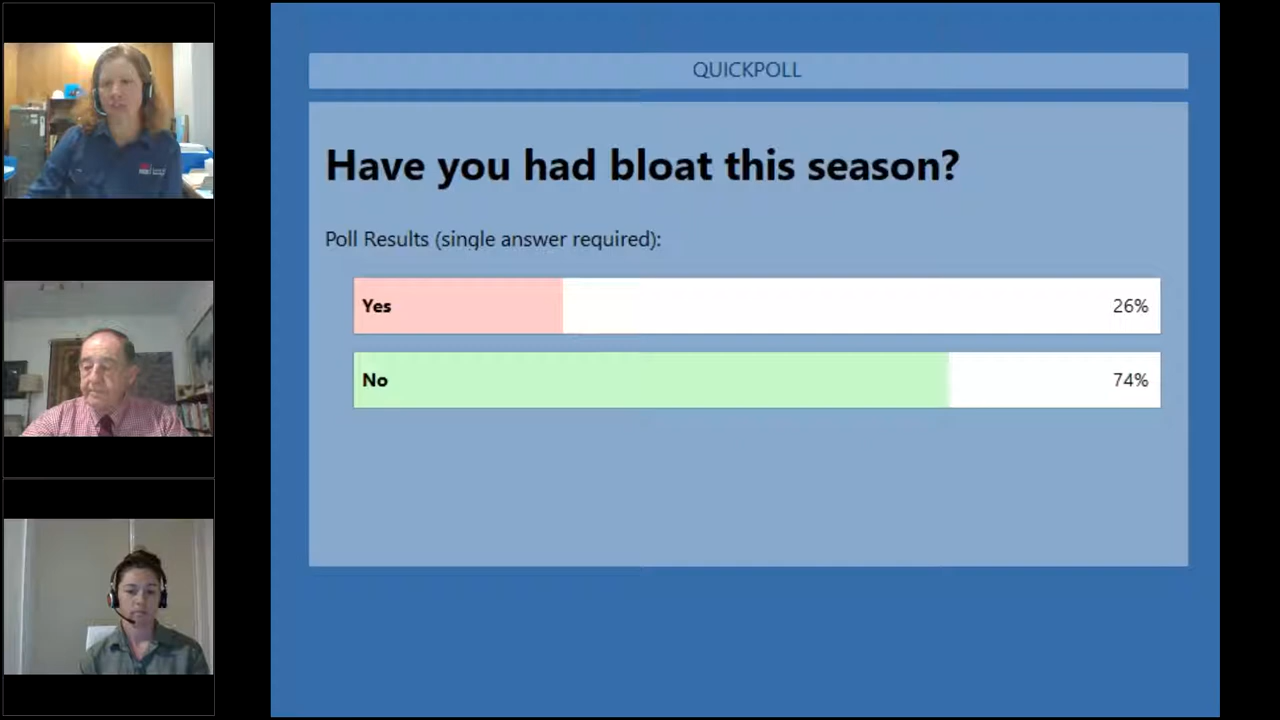 QUICKPOLL
Have you had bloat this season?
Poll Results (single answer required):
Yes 26%
No 74%